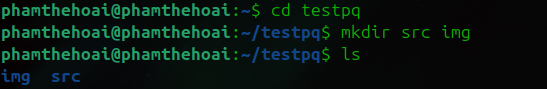 phamthehoai@phamthehoai:~$ cd testpq
phamthehoai@phamthehoai:~/testpq$ mkdir src img
phamthehoai@phamthehoai:~/testpq$ ls
img  src